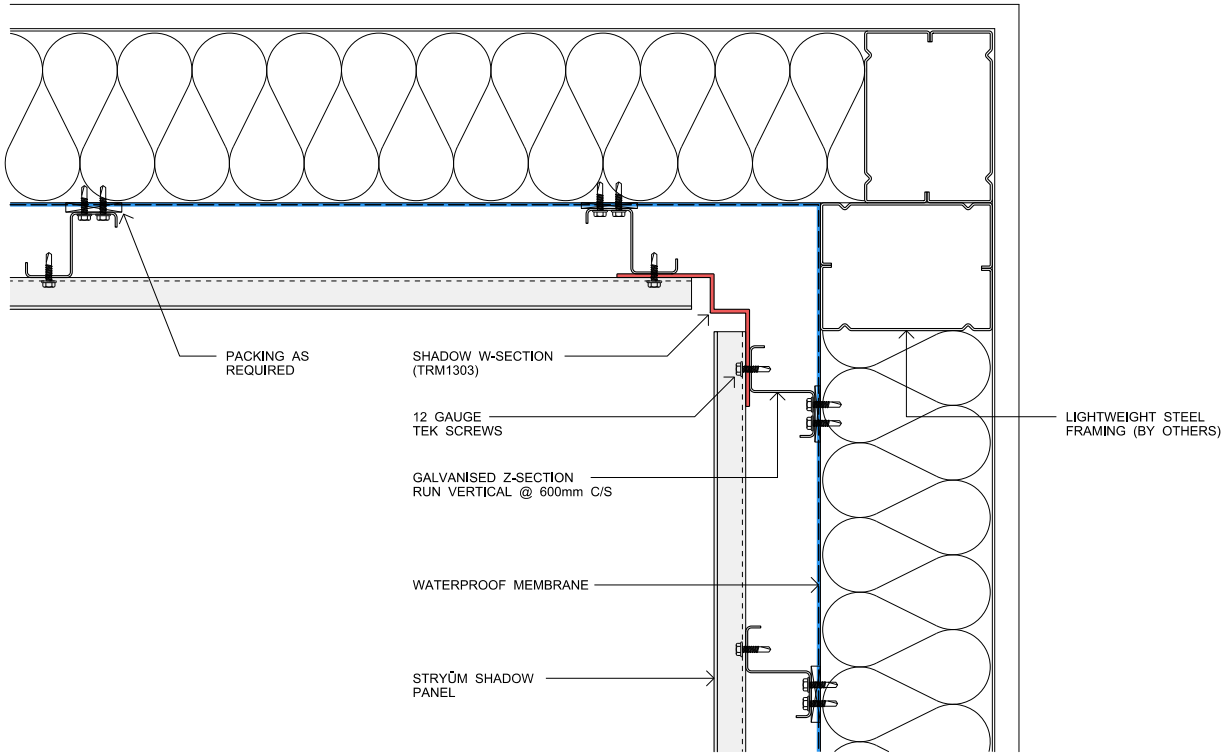 PACKING AS
REQUIRED
SHADOW W-SECTION
(TRM1303)
12 GAUGE
TEK SCREWS
GALVANISED Z-SECTION
RUN VERTICAL @ 600mm C/S
WATERPROOF MEMBRANE
STRYŪM SHADOW
PANEL
LIGHTWEIGHT STEEL
FRAMING (BY OTHERS)